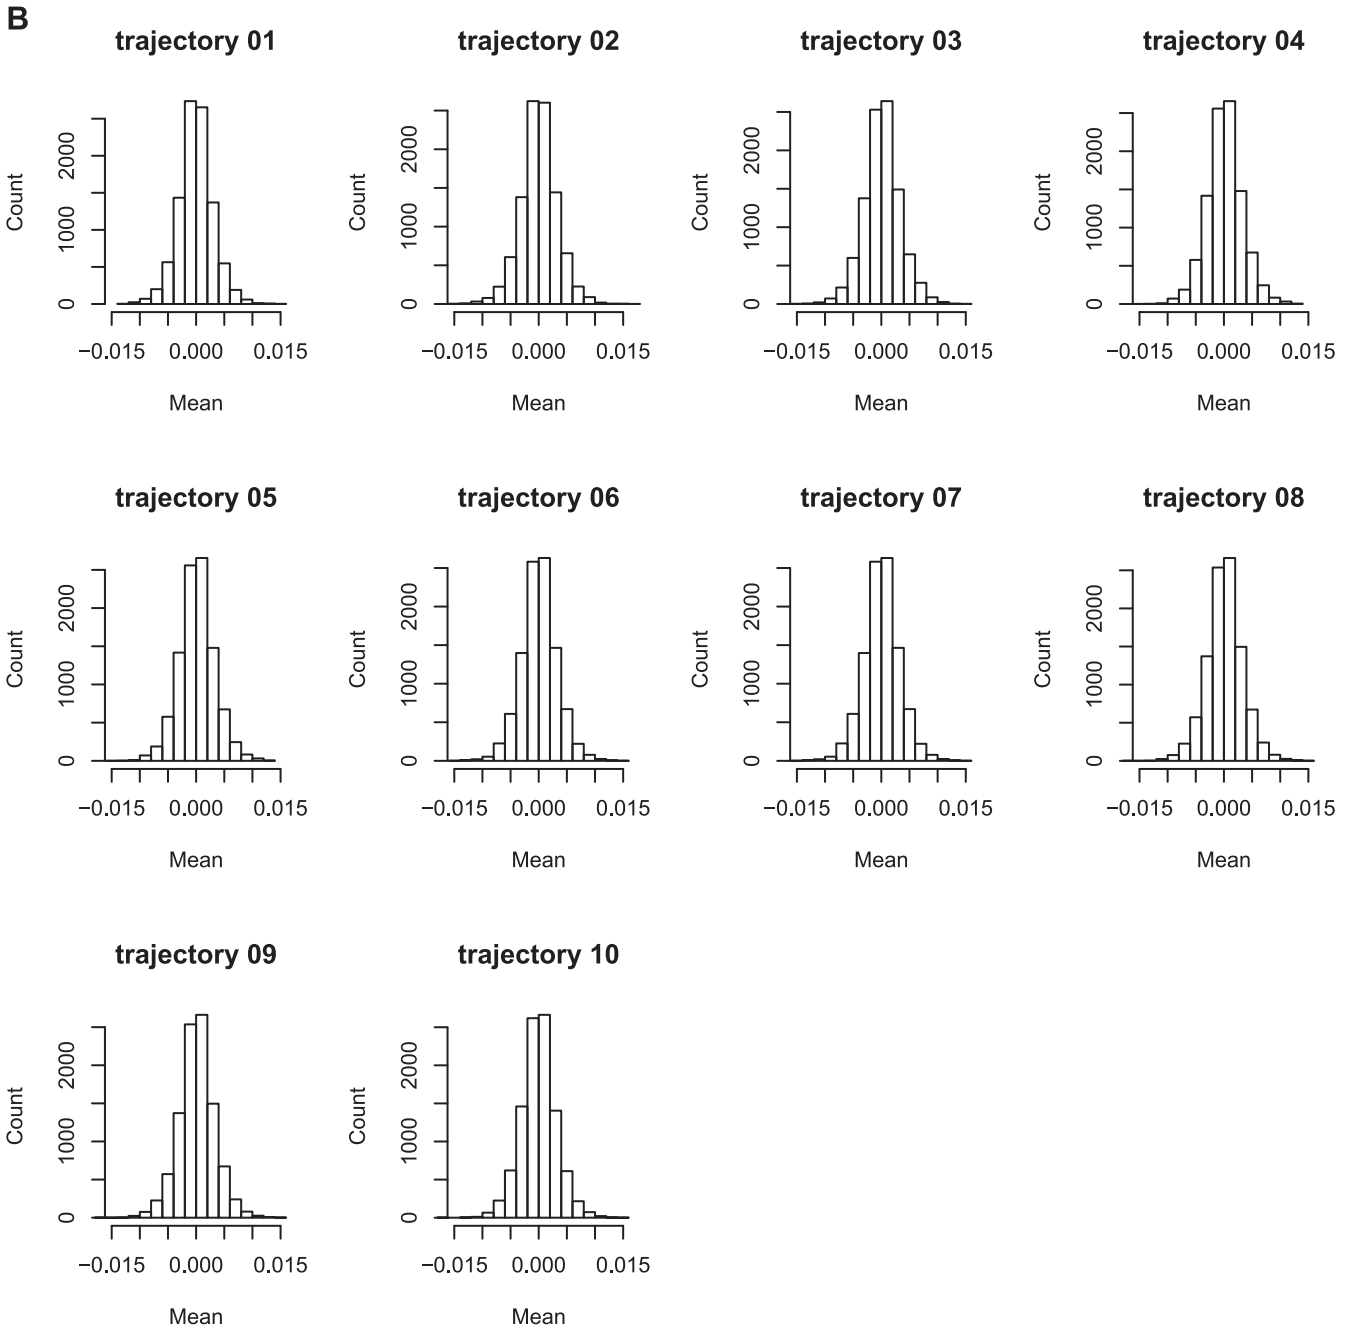 B
trajectory 01 trajectory 02 trajectory 03 trajectory 04
Count 0 1000 2000 Count 0 1000 2000 Count 0 1000 2000 Count 0 1000 2000
−0.015 0.000 0.015 −0.015 0.000 0.015 −0.015 0.000 0.015 −0.015 0.000 0.015
Mean Mean Mean Mean
trajectory 05 trajectory 06 trajectory 07 trajectory 08
Count 0 1000 2000 Count 0 1000 2000 Count 0 1000 2000 Count 0 1000 2000
−0.015 0.000 0.015 −0.015 0.000 0.015 −0.015 0.000 0.015 −0.015 0.000 0.015
Mean Mean Mean Mean
trajectory 09 trajectory 10
Count 0 1000 2000 Count 0 1000 2000
−0.015 0.000 0.015 −0.015 0.000 0.015
Mean Mean